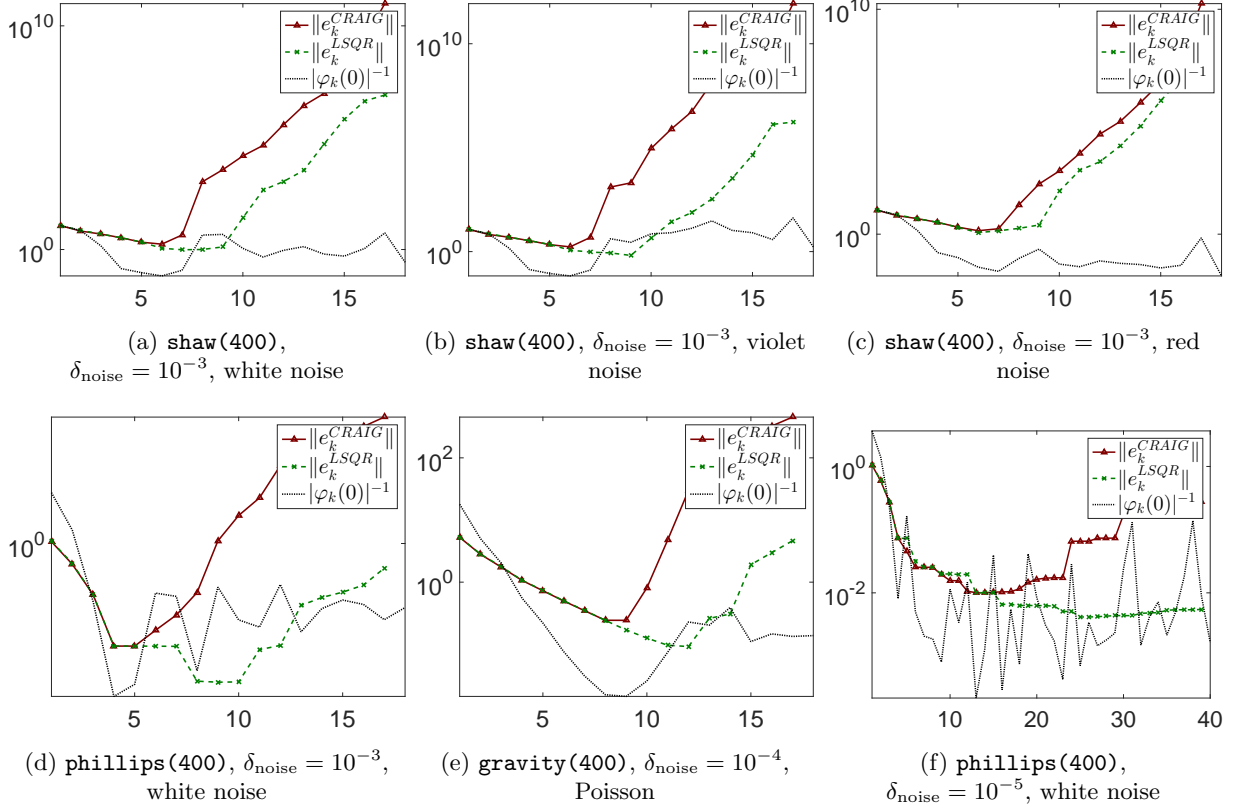 10^{10}
10^{0}
‖e_k^{CRAIG}‖
‖e_k^{LSQR}‖
|φ_k(0)|^{-1}
5 10 15
(a) shaw(400),
δ_noise = 10^{-3}, white noise
10^{10}
10^{0}
‖e_k^{CRAIG}‖
‖e_k^{LSQR}‖
|φ_k(0)|^{-1}
5 10 15
(b) shaw(400), δ_noise = 10^{-3}, violet
noise
10^{10}
10^{0}
‖e_k^{CRAIG}‖
‖e_k^{LSQR}‖
|φ_k(0)|^{-1}
5 10 15
(c) shaw(400), δ_noise = 10^{-3}, red
noise
10^{0}
‖e_k^{CRAIG}‖
‖e_k^{LSQR}‖
|φ_k(0)|^{-1}
5 10 15
(d) phillips(400), δ_noise = 10^{-3},
white noise
10^{2}
10^{0}
‖e_k^{CRAIG}‖
‖e_k^{LSQR}‖
|φ_k(0)|^{-1}
5 10 15
(e) gravity(400), δ_noise = 10^{-4},
Poisson
10^{0}
10^{-2}
‖e_k^{CRAIG}‖
‖e_k^{LSQR}‖
|φ_k(0)|^{-1}
10 20 30 40
(f) phillips(400),
δ_noise = 10^{-5}, white noise